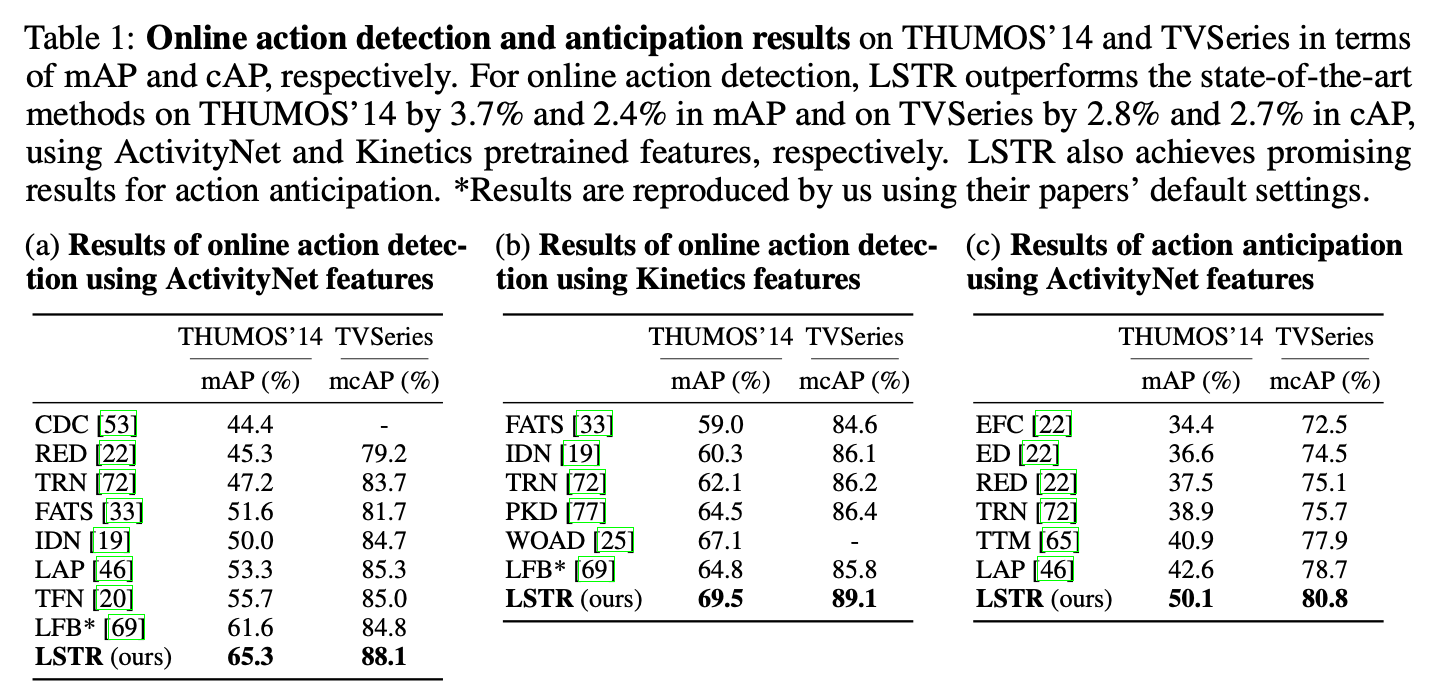 Table 1: Online action detection and anticipation results on THUMOS'14 and TVSeries in terms
of mAP and cAP, respectively. For online action detection, LSTR outperforms the state-of-the-art
methods on THUMOS'14 by 3.7% and 2.4% in mAP and on TVSeries by 2.8% and 2.7% in cAP,
using ActivityNet and Kinetics pretrained features, respectively. LSTR also achieves promising
results for action anticipation. *Results are reproduced by us using their papers' default settings.
(a) Results of online action detec-
tion using ActivityNet features
THUMOS'14 TVSeries
mAP (%) mcAP (%)
CDC [53] 44.4 -
RED [22] 45.3 79.2
TRN [72] 47.2 83.7
FATS [33] 51.6 81.7
IDN [19] 50.0 84.7
LAP [46] 53.3 85.3
TFN [20] 55.7 85.0
LFB* [69] 61.6 84.8
LSTR (ours) 65.3 88.1
(b) Results of online action detec-
tion using Kinetics features
THUMOS'14 TVSeries
mAP (%) mcAP (%)
FATS [33] 59.0 84.6
IDN [19] 60.3 86.1
TRN [72] 62.1 86.2
PKD [77] 64.5 86.4
WOAD [25] 67.1 -
LFB* [69] 64.8 85.8
LSTR (ours) 69.5 89.1
(c) Results of action anticipation
using ActivityNet features
THUMOS'14 TVSeries
mAP (%) mcAP (%)
EFC [22] 34.4 72.5
ED [22] 36.6 74.5
RED [22] 37.5 75.1
TRN [72] 38.9 75.7
TTM [65] 40.9 77.9
LAP [46] 42.6 78.7
LSTR (ours) 50.1 80.8